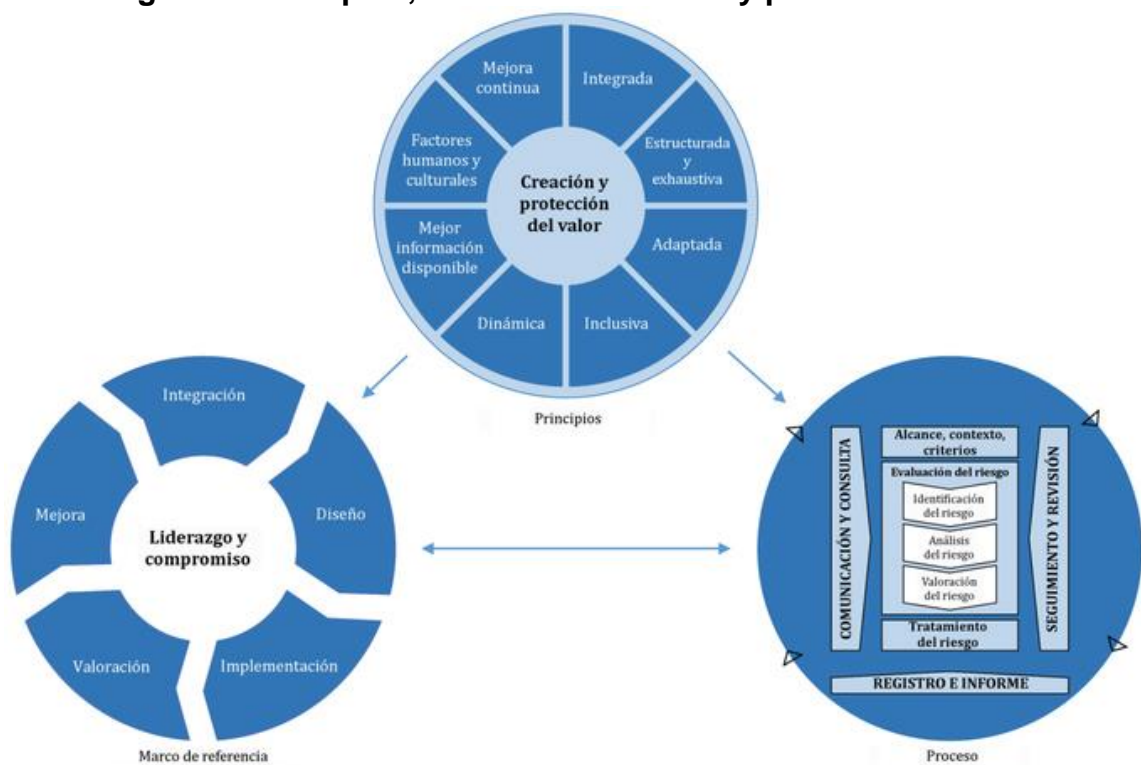 Mejora
continua
Integrada
Factores
humanos y
culturales
Estructurada
y
exhaustiva
Creación y
protección
del valor
Mejor
información
disponible
Adaptada
Dinámica
Inclusiva
Principios
Integración
Mejora
Diseño
Liderazgo y
compromiso
Valoración
Implementación
Marco de referencia
COMUNICACIÓN Y CONSULTA
Alcance, contexto,
criterios
Evaluación del riesgo
Identificación
del riesgo
Análisis
del riesgo
Valoración
del riesgo
Tratamiento
del riesgo
SEGUIMIENTO Y REVISIÓN
REGISTRO E INFORME
Proceso